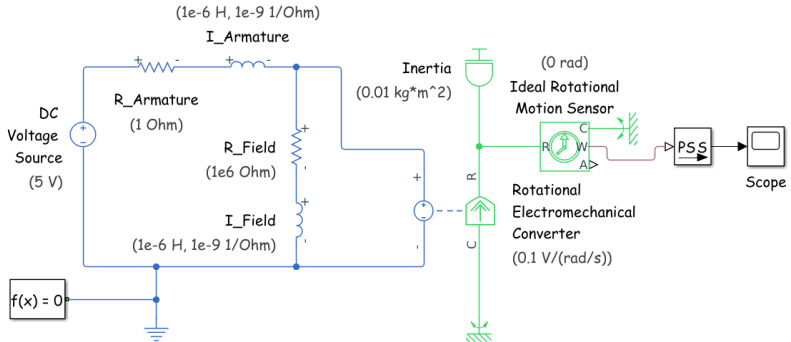 (1e-6 H, 1e-9 1/Ohm)
I_Armature
+ - + -
R_Armature
(1 Ohm)
DC
Voltage
Source
(5 V)
+
-
R_Field
(1e6 Ohm)
+
-
I_Field
(1e-6 H, 1e-9 1/Ohm)
+
-
f(x) = 0
+
+
-
-
Inertia
(0.01 kg*m^2)
R
C
(0 rad)
Ideal Rotational
Motion Sensor
R
C
W
A
Rotational
Electromechanical
Converter
(0.1 V/(rad/s))
PSS
Scope